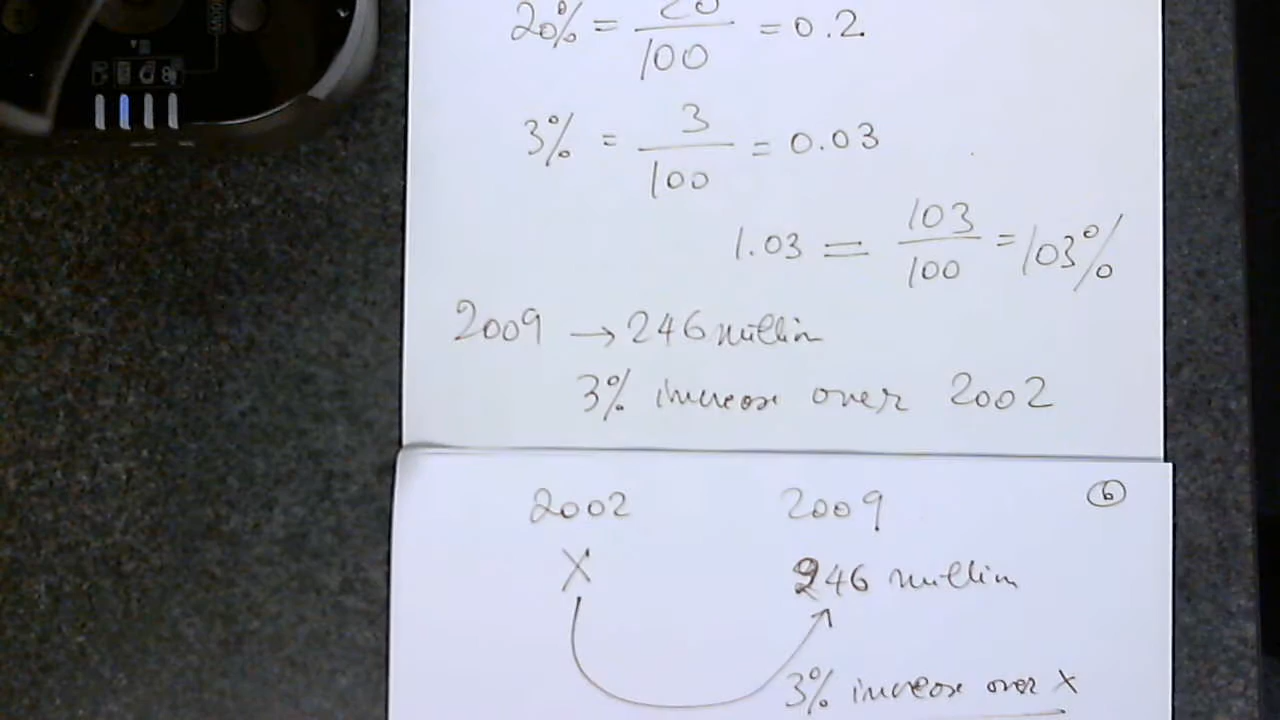 20% = 20/100 = 0.2
3% = 3/100 = 0.03
1.03 = 103/100 = 103%
2009 → 246 million
3% increase over 2002
2002 2009 6
X 246 million
3% increase over x